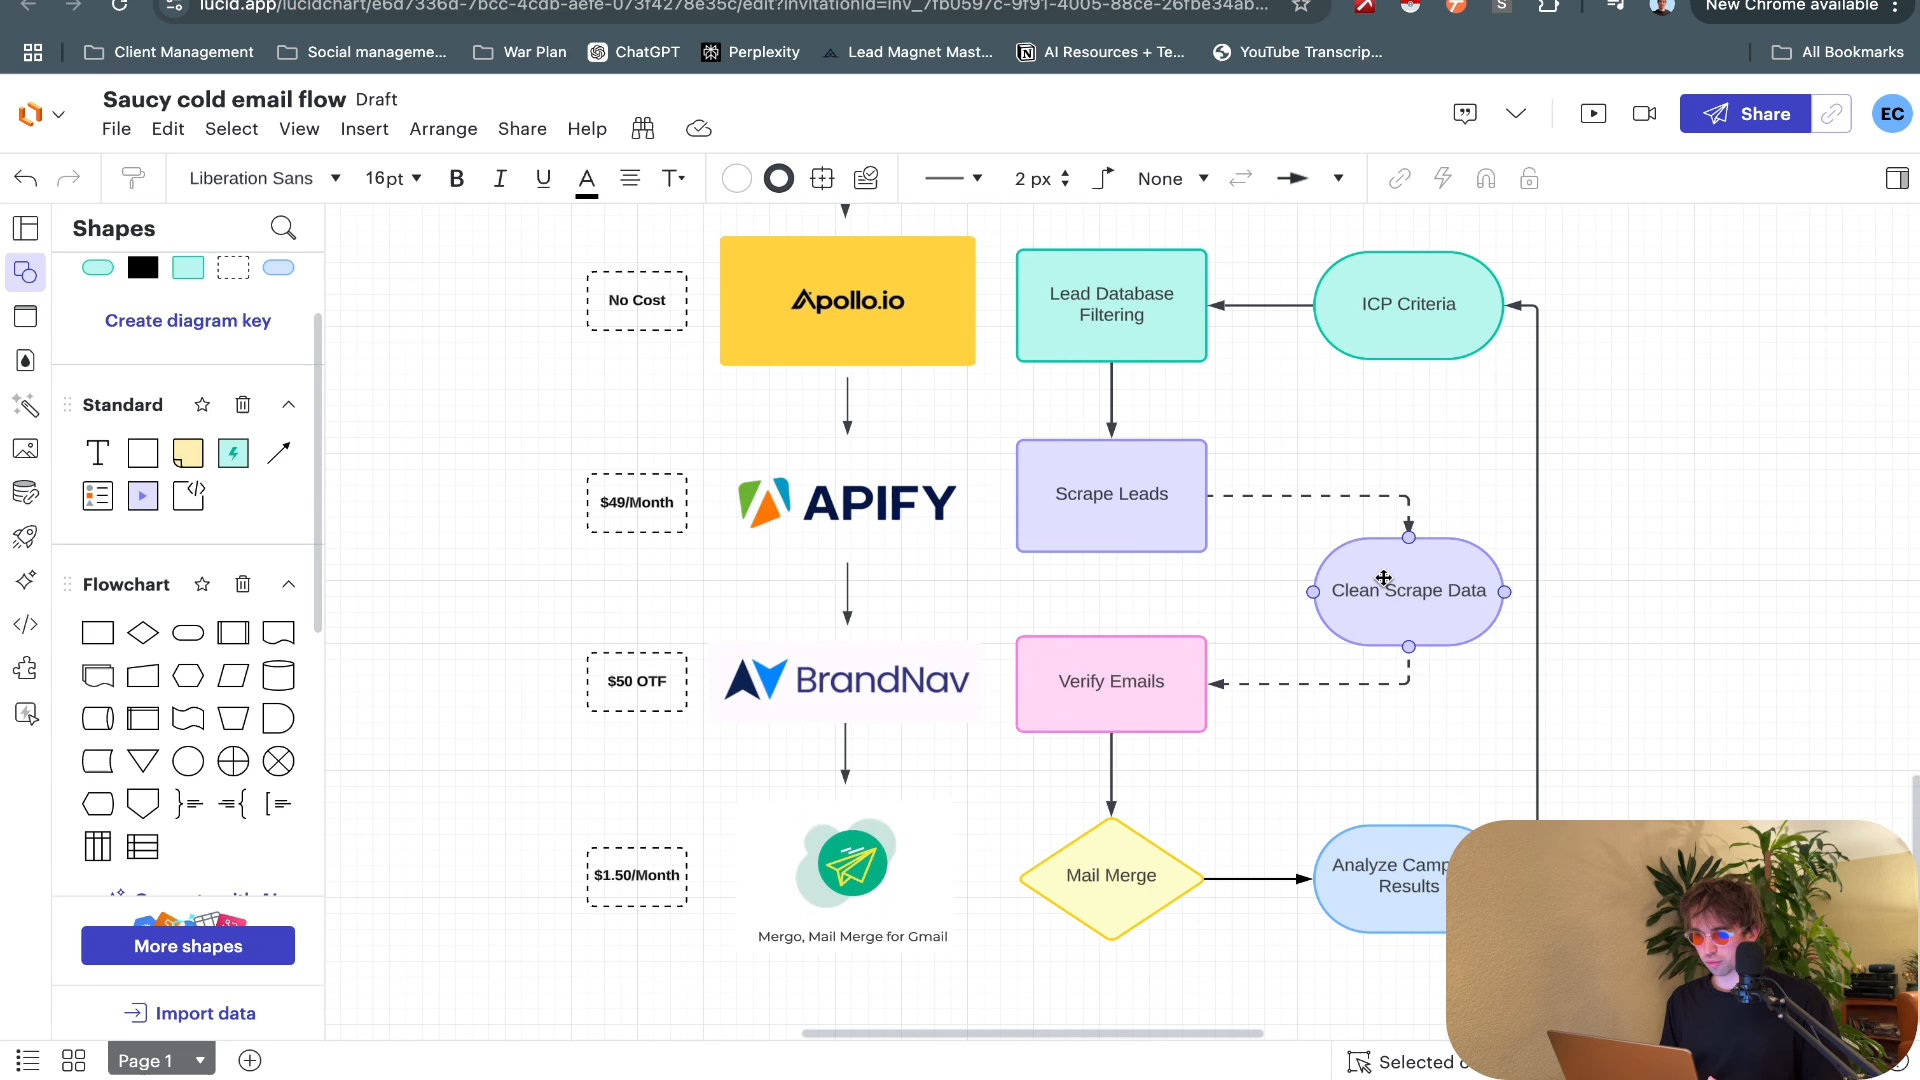 lucid.app/lucidchart/e6d7336d-7bcc-4cdb-aefe-073f4278e35c/edit?invitationId=inv_7fb0597c-9f91-4005-88ce-26fbe34ab...
New Chrome available
Client Management
Social manageme...
War Plan
ChatGPT
Perplexity
Lead Magnet Mast...
AI Resources + Te...
YouTube Transcrip...
All Bookmarks
Saucy cold email flow Draft
File Edit Select View Insert Arrange Share Help
Share
EC
Liberation Sans 16pt B I U A T 2 px None
Shapes
Create diagram key
Standard
T
Flowchart
More shapes
Import data
No Cost
Apollo.io
Lead Database
Filtering
ICP Criteria
$49/Month
APIFY
Scrape Leads
Clean Scrape Data
$50 OTF
BrandNav
Verify Emails
$1.50/Month
Mergo, Mail Merge for Gmail
Mail Merge
Analyze Camp
Results
Page 1
Selected